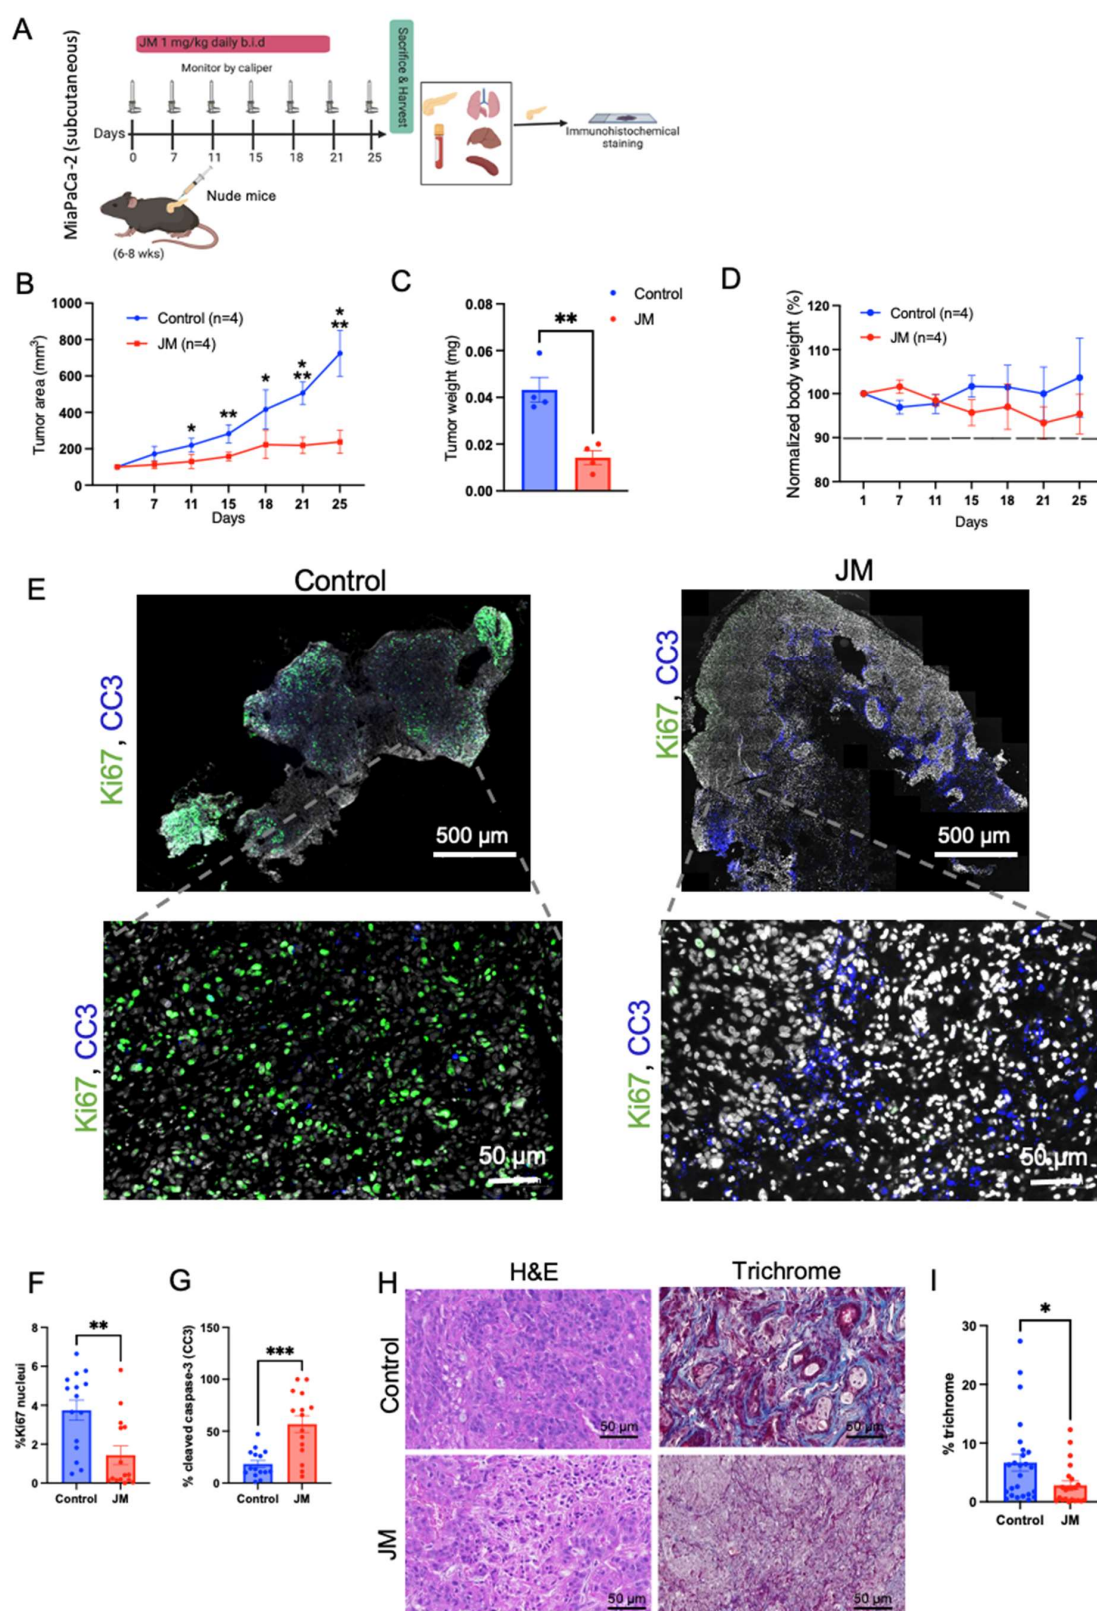 A
MiaPaCa-2 (subcutaneous)
JM 1 mg/kg daily b.i.d
Monitor by caliper
Days
0 7 11 15 18 21 25
Nude mice
(6-8 wks)
Sacrifice & Harvest
Immunohistochemical
staining
B
Tumor area (mm³)
1000
800
600
400
200
0
Control (n=4)
JM (n=4)
*
**
*
*
**
*
**
1 7 11 15 18 21 25
Days
C
Tumor weight (mg)
0.08
0.06
0.04
0.02
0.00
**
Control
JM
D
Normalized body weight (%)
120
110
100
90
80
Control (n=4)
JM (n=4)
1 7 11 15 18 21 25
Days
E
Control
JM
Ki67, CC3
500 µm
Ki67, CC3
500 µm
Ki67, CC3
50 µm
Ki67, CC3
50 µm
F
%Ki67 nucleui
8
6
4
2
0
**
Control JM
G
% cleaved caspase-3 (CC3)
150
100
50
0
***
Control JM
H
H&E
Trichrome
Control
50 µm
50 µm
JM
50 µm
50 µm
I
% trichrome
30
20
10
0
*
Control JM